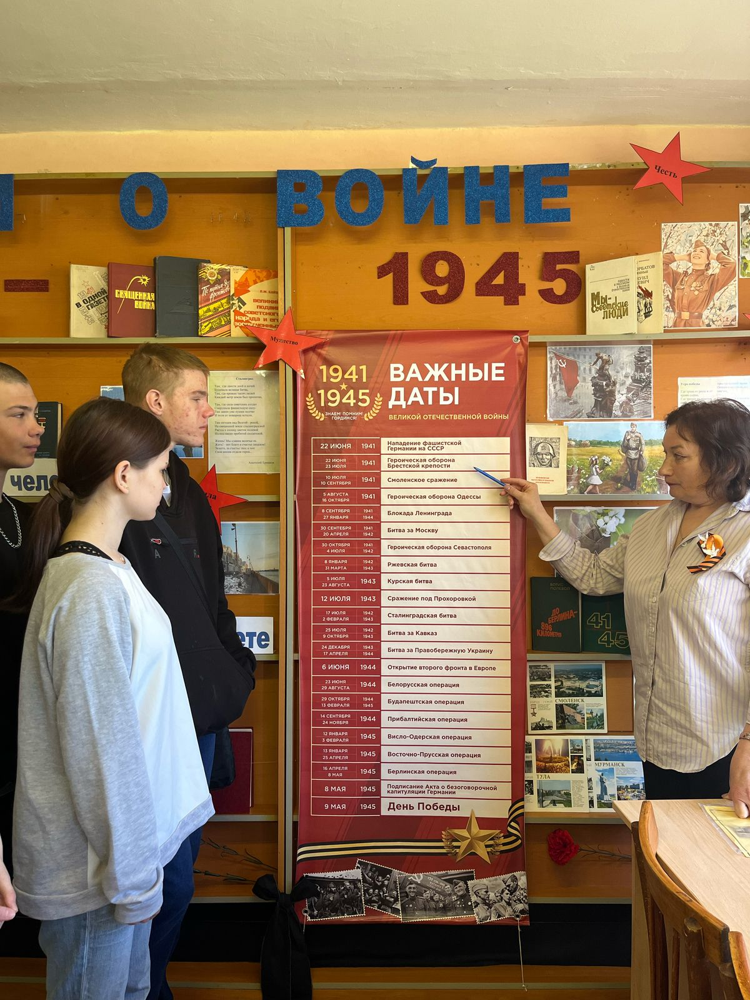 О ВОЙНЕ
Честь
1945
В ОДНОЙ
ГАЗЕТЕ
СВЯЩЕННАЯ
ВОЙНА
Мы-
советские
люди
Мужество
1941
1945
ЗНАЕМ! ПОМНИМ!
ГОРДИМСЯ!
ВАЖНЫЕ
ДАТЫ
ВЕЛИКОЙ ОТЕЧЕСТВЕННОЙ ВОЙНЫ
22 ИЮНЯ 1941 Нападение фашистской
Германии на СССР
22 ИЮНЯ
23 ИЮЛЯ 1941 Героическая оборона
Брестской крепости
10 ИЮЛЯ
10 СЕНТЯБРЯ 1941 Смоленское сражение
5 АВГУСТА
16 ОКТЯБРЯ 1941 Героическая оборона Одессы
8 СЕНТЯБРЯ 1941
27 ЯНВАРЯ 1944 Блокада Ленинграда
30 СЕНТЕБРЯ 1941
20 АПРЕЛЯ 1942 Битва за Москву
30 ОКТЯБРЯ 1941
4 ИЮЛЯ 1942 Героическая оборона Севастополя
8 ЯНВАРЯ 1942
31 МАРТА 1943 Ржевская битва
5 ИЮЛЯ
23 АВГУСТА 1943 Курская битва
12 ИЮЛЯ 1943 Сражение под Прохоровкой
17 ИЮЛЯ 1942
2 ФЕВРАЛЯ 1943 Сталинградская битва
25 ИЮЛЯ 1942
9 ОКТЯБРЯ 1943 Битва за Кавказ
24 ДЕКАБРЯ 1943
17 АПРЕЛЯ 1944 Битва за Правобережную Украину
6 ИЮНЯ 1944 Открытие второго фронта в Европе
23 ИЮНЯ
29 АВГУСТА 1944 Белорусская операция
29 ОКТЯБРЯ 1944
13 ФЕВРАЛЯ 1945 Будапештская операция
14 СЕНТЯБРЯ
24 НОЯБРЯ 1944 Прибалтийская операция
12 ЯНВАРЯ
3 ФЕВРАЛЯ 1945 Висло-Одерская операция
13 ЯНВАРЯ
25 АПРЕЛЯ 1945 Восточно-Прусская операция
16 АПРЕЛЯ
8 МАЯ 1945 Берлинская операция
8 МАЯ 1945 Подписание Акта о безоговорочной
капитуляции Германии
9 МАЯ 1945 День Победы
Сталинград
БОРИС
ПОЛЕВОЙ
ДО
БЕРЛИНА-
896
КИЛОМЕТРОВ
41
45
СМОЛЕНСК
ТУЛА
МУРМАНСК